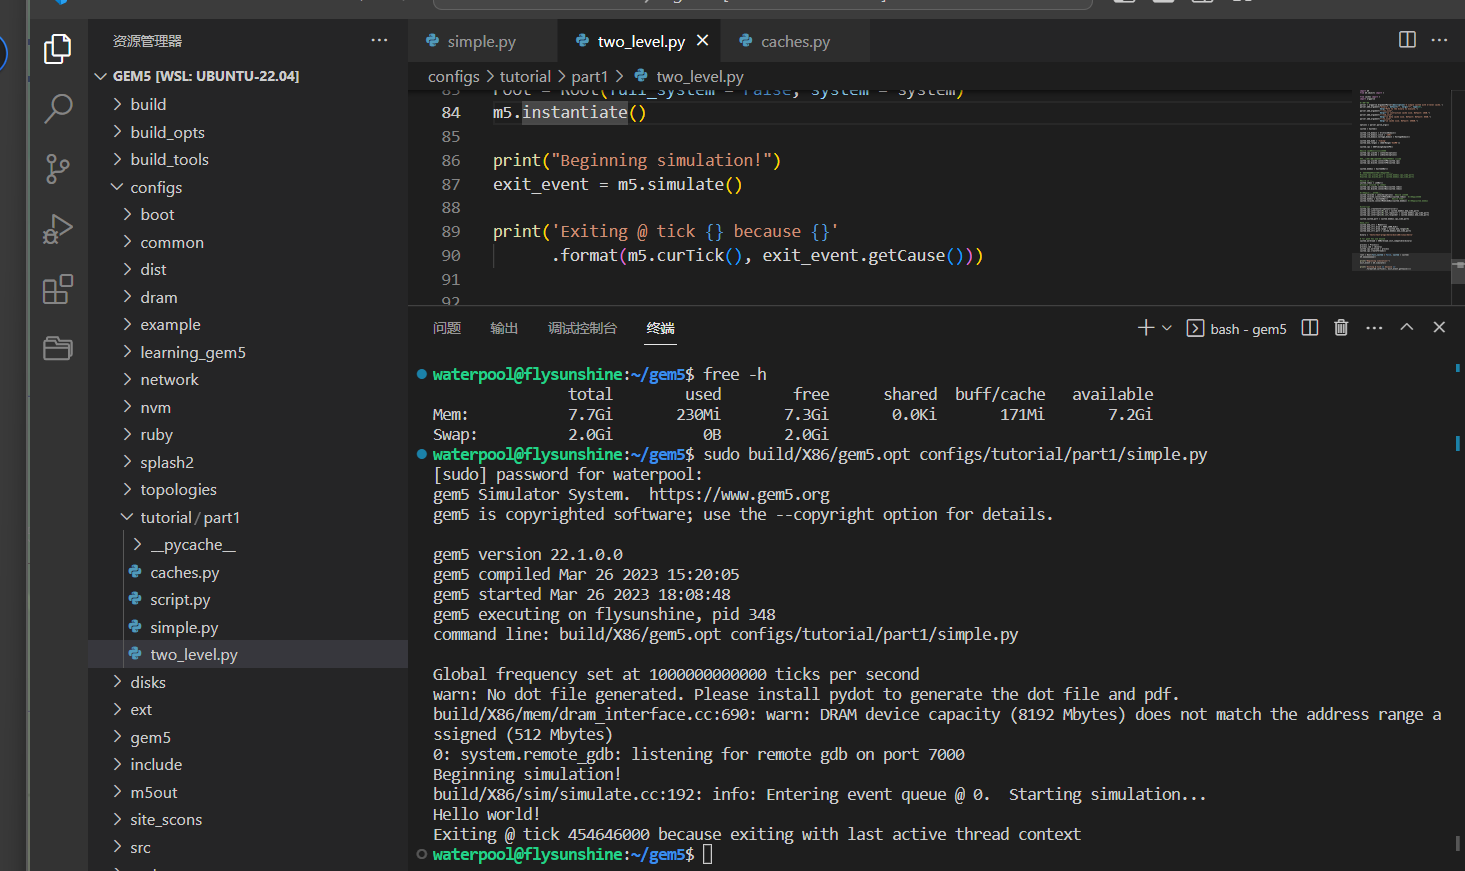 资源管理器
GEM5 [WSL: UBUNTU-22.04]
build
build_opts
build_tools
configs
boot
common
dist
dram
example
learning_gem5
network
nvm
ruby
splash2
topologies
tutorial / part1
__pycache__
caches.py
script.py
simple.py
two_level.py
disks
ext
gem5
include
m5out
site_scons
src
simple.py
two_level.py
caches.py
configs > tutorial > part1 > two_level.py
83 root = Root(full_system = False, system = system)
84 m5.instantiate()
85
86 print("Beginning simulation!")
87 exit_event = m5.simulate()
88
89 print('Exiting @ tick {} because {}'
90 .format(m5.curTick(), exit_event.getCause()))
91
92
问题 输出 调试控制台 终端
bash - gem5
waterpool@flysunshine:~/gem5$ free -h
total used free shared buff/cache available
Mem: 7.7Gi 230Mi 7.3Gi 0.0Ki 171Mi 7.2Gi
Swap: 2.0Gi 0B 2.0Gi
waterpool@flysunshine:~/gem5$ sudo build/X86/gem5.opt configs/tutorial/part1/simple.py
[sudo] password for waterpool:
gem5 Simulator System.  https://www.gem5.org
gem5 is copyrighted software; use the --copyright option for details.
gem5 version 22.1.0.0
gem5 compiled Mar 26 2023 15:20:05
gem5 started Mar 26 2023 18:08:48
gem5 executing on flysunshine, pid 348
command line: build/X86/gem5.opt configs/tutorial/part1/simple.py
Global frequency set at 1000000000000 ticks per second
warn: No dot file generated. Please install pydot to generate the dot file and pdf.
build/X86/mem/dram_interface.cc:690: warn: DRAM device capacity (8192 Mbytes) does not match the address range a
ssigned (512 Mbytes)
0: system.remote_gdb: listening for remote gdb on port 7000
Beginning simulation!
build/X86/sim/simulate.cc:192: info: Entering event queue @ 0.  Starting simulation...
Hello world!
Exiting @ tick 454646000 because exiting with last active thread context
waterpool@flysunshine:~/gem5$